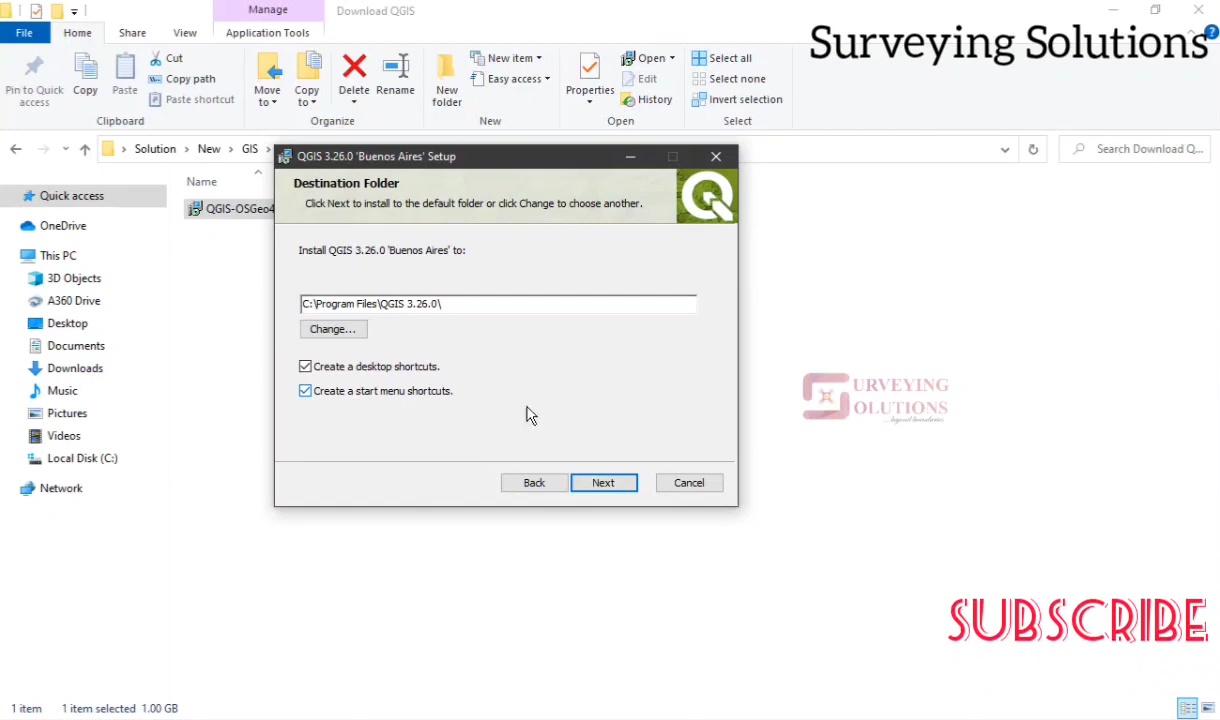 Manage
Download QGIS
File
Home
Share
View
Application Tools
Surveying Solutions
Pin to Quick
access
Copy
Paste
Cut
Copy path
Paste shortcut
Clipboard
Move
to
Copy
to
Delete
Rename
Organize
New
folder
New item
Easy access
New
Properties
Open
Edit
History
Open
Select all
Select none
Invert selection
Select
Solution
New
GIS
Search Download Q...
Name
QGIS-OSGeo4
Quick access
OneDrive
This PC
3D Objects
A360 Drive
Desktop
Documents
Downloads
Music
Pictures
Videos
Local Disk (C:)
Network
QGIS 3.26.0 'Buenos Aires' Setup
Destination Folder
Click Next to install to the default folder or click Change to choose another.
Install QGIS 3.26.0 'Buenos Aires' to:
C:\Program Files\QGIS 3.26.0\
Change...
Create a desktop shortcuts.
Create a start menu shortcuts.
Back
Next
Cancel
SURVEYING
SOLUTIONS
...beyond boundaries
SUBSCRIBE
1 item
1 item selected 1.00 GB